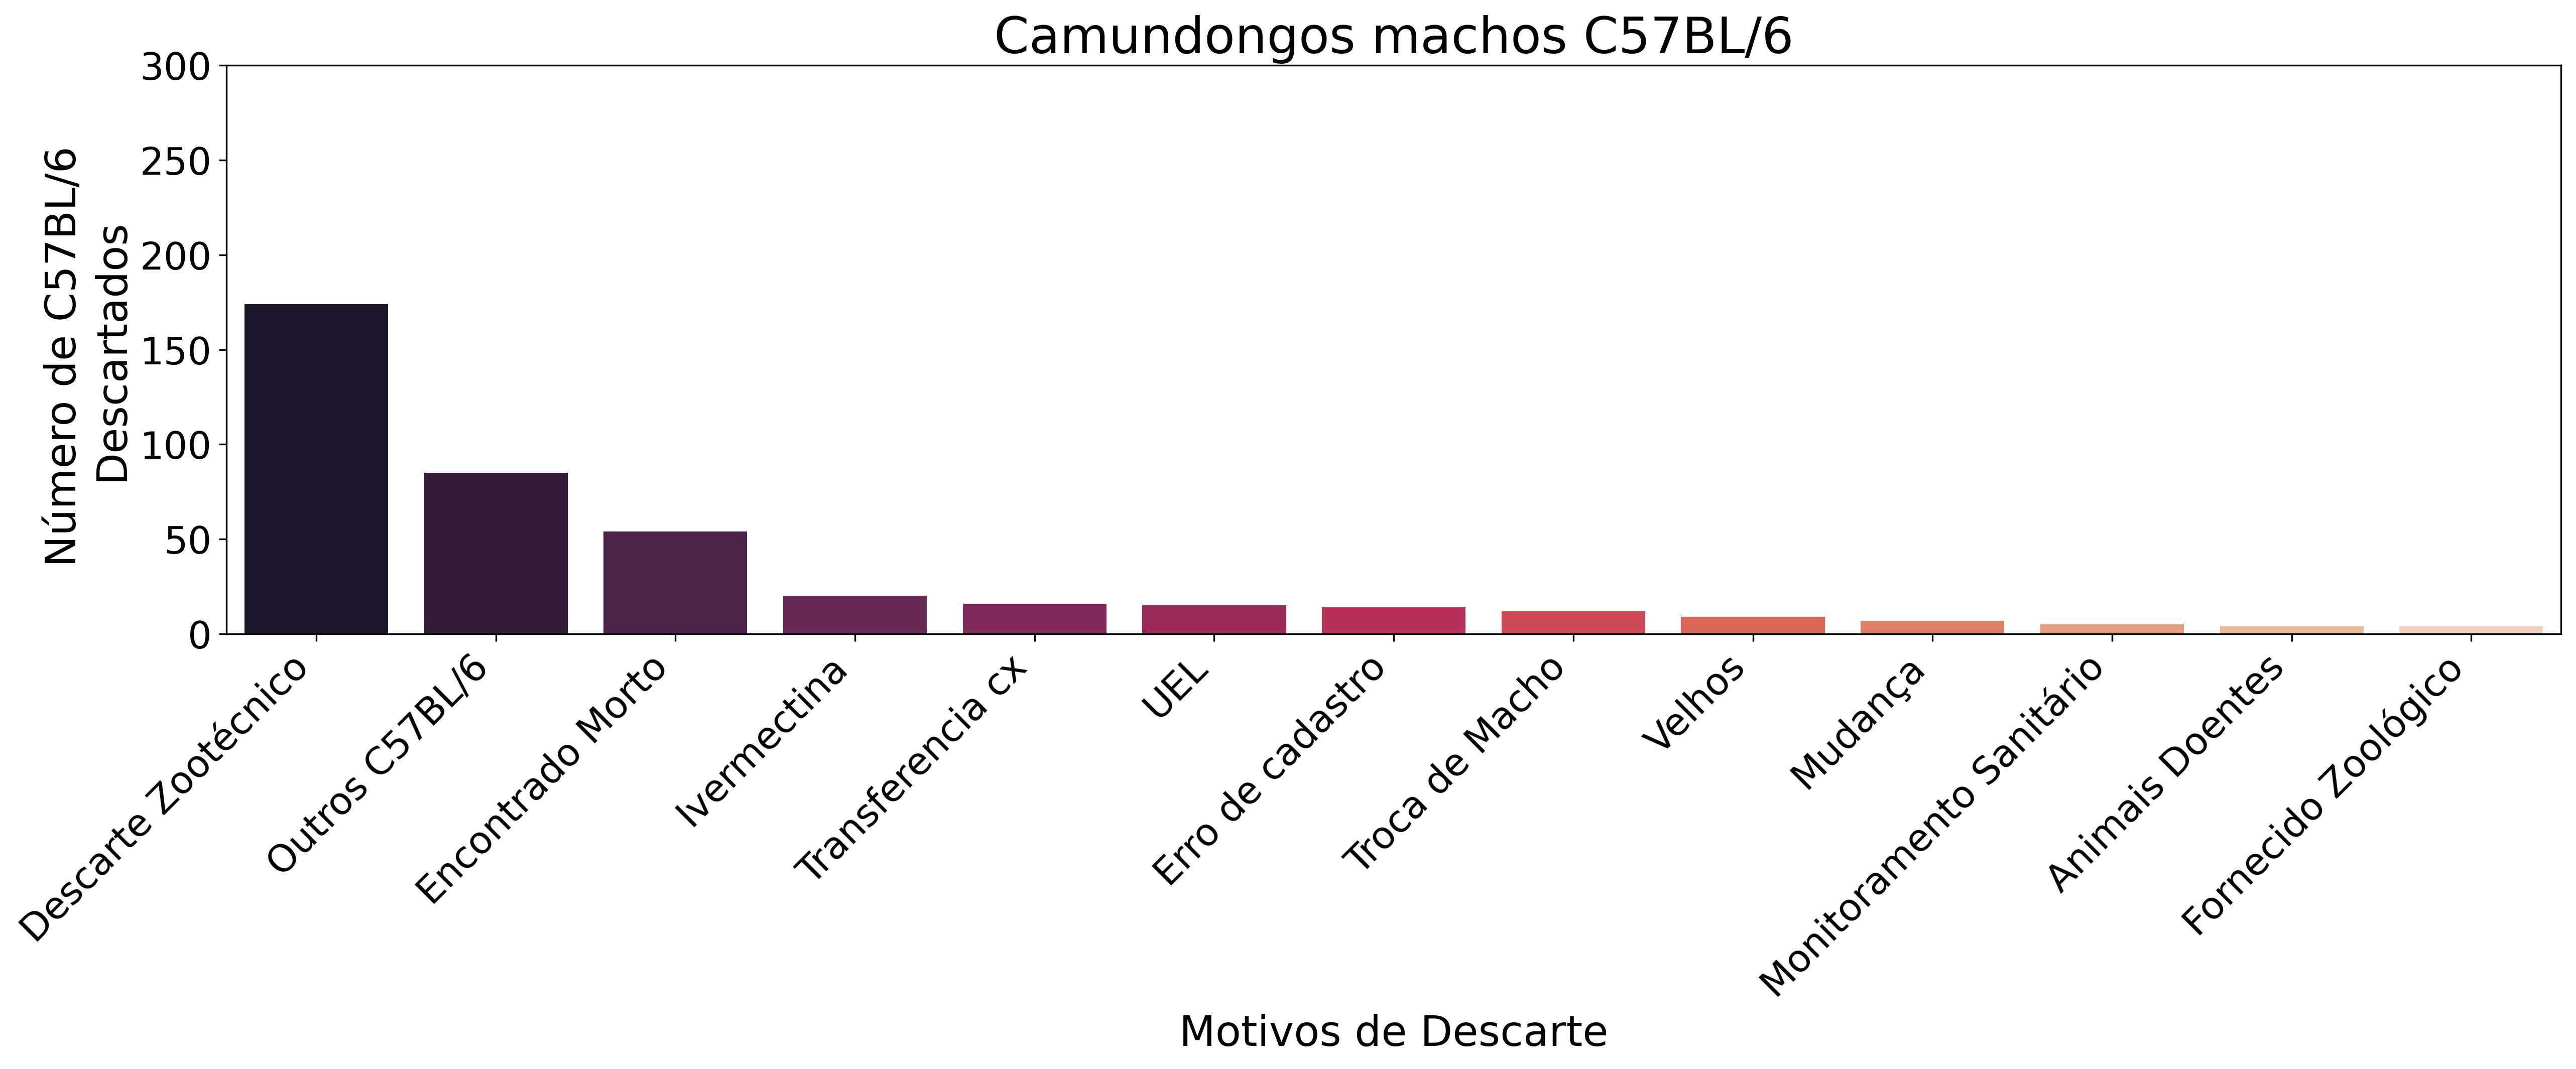 Camundongos machos C57BL/6
Número de C57BL/6
Descartados
300
250
200
150
100
50
0
Descarte Zootécnico
Outros C57BL/6
Encontrado Morto
Ivermectina
Transferencia cx
UEL
Erro de cadastro
Troca de Macho
Velhos
Mudança
Monitoramento Sanitário
Animais Doentes
Fornecido Zoológico
Motivos de Descarte